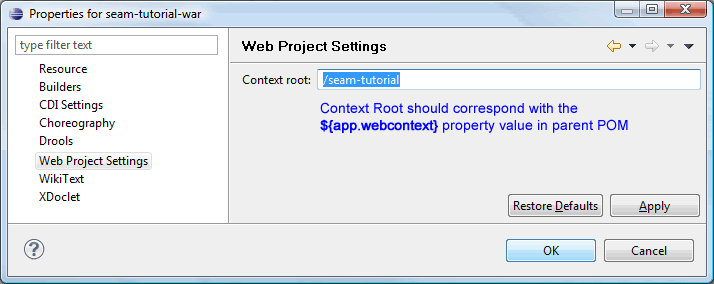 Properties for seam-tutorial-war
type filter text
Resource
Builders
CDI Settings
Choreography
Drools
Web Project Settings
WikiText
XDoclet
Web Project Settings
Context root: /seam-tutorial
Context Root should correspond with the
${app.webcontext} property value in parent POM
Restore Defaults Apply
? OK Cancel